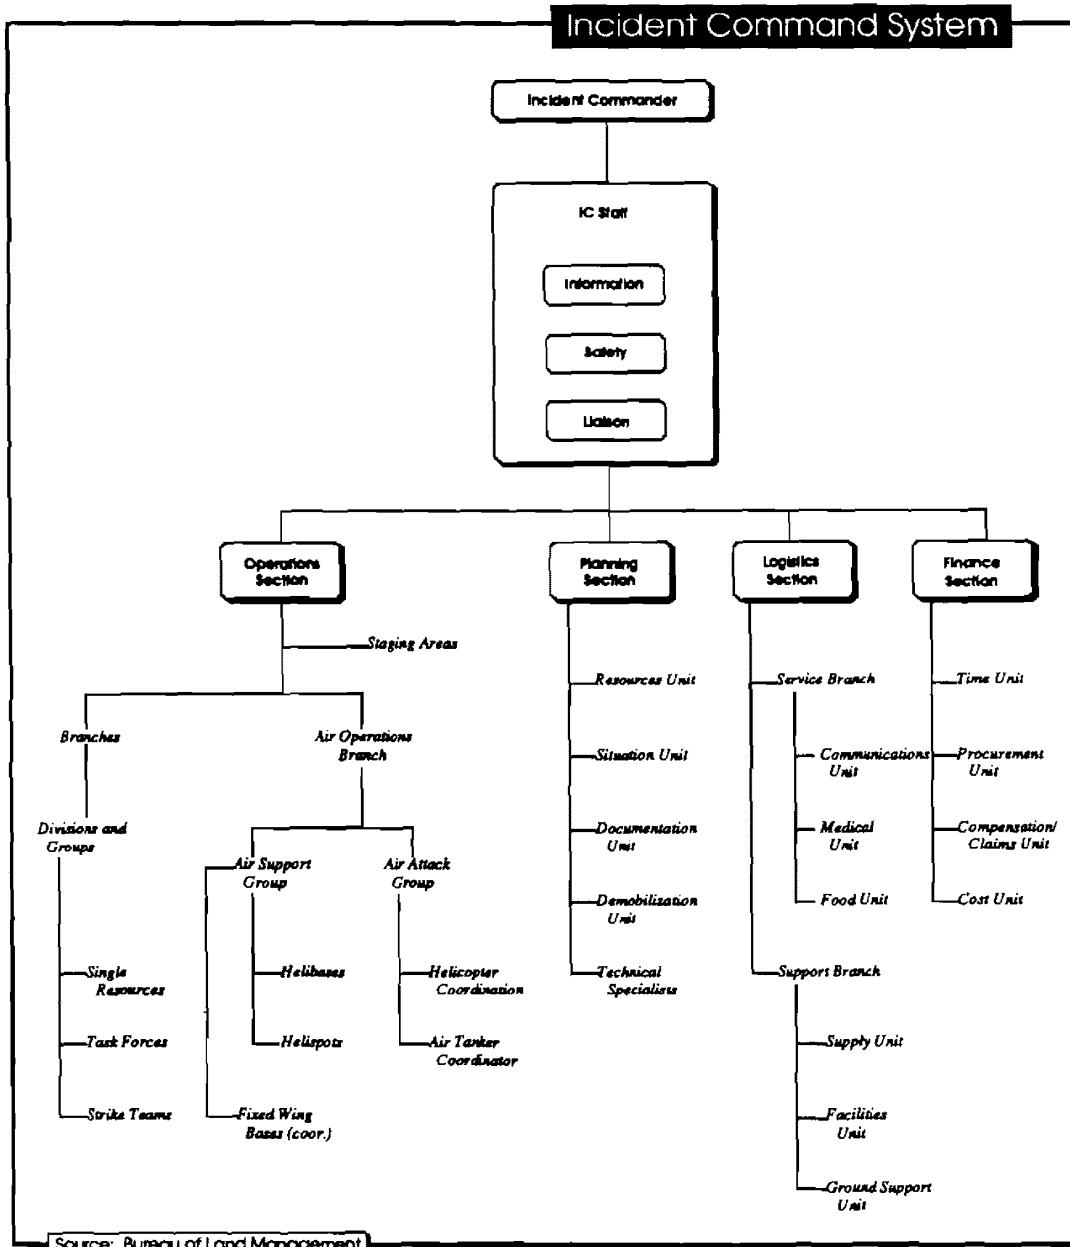 Incident Command System
Incident Commander
IC Staff
Information
Safety
Liaison
Operations
Section
Staging Areas
Branches
Air Operations
Branch
Divisions and
Groups
Air Support
Group
Air Attack
Group
Single
Resources
Helibases
Helicopter
Coordination
Task Forces
Helispots
Air Tanker
Coordinator
Strike Teams
Fixed Wing
Bases (coor.)
Planning
Section
Resources Unit
Situation Unit
Documentation
Unit
Demobilization
Unit
Technical
Specialists
Logistics
Section
Service Branch
Communications
Unit
Medical
Unit
Food Unit
Support Branch
Supply Unit
Facilities
Unit
Ground Support
Unit
Finance
Section
Time Unit
Procurement
Unit
Compensation/
Claims Unit
Cost Unit
Source: Bureau of Land Management